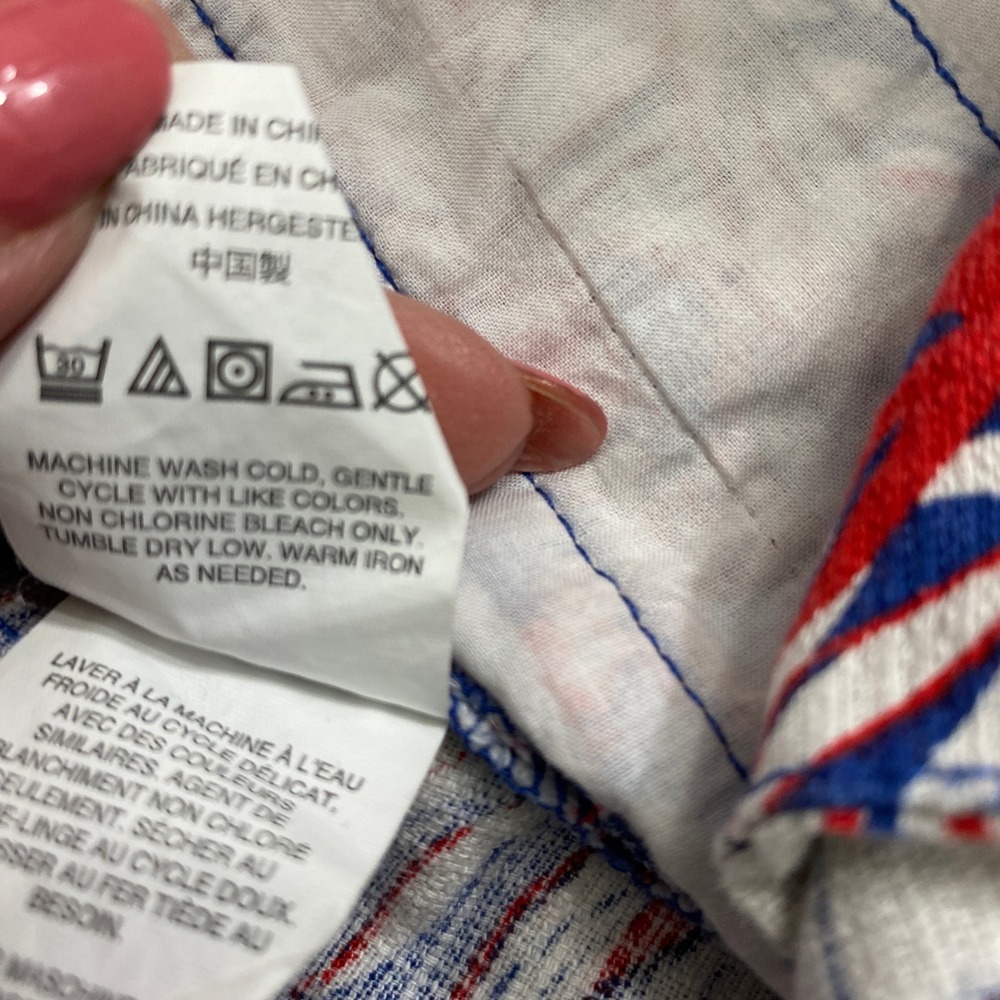 MADE IN CHI
FABRIQUÉ EN CH
IN CHINA HERGESTE
中国製
30
MACHINE WASH COLD, GENTLE
CYCLE WITH LIKE COLORS.
NON CHLORINE BLEACH ONLY.
TUMBLE DRY LOW. WARM IRON
AS NEEDED.
LAVER À LA MACHINE À L'EAU
FROIDE AU CYCLE DÉLICAT,
AVEC DES COULEURS
SIMILAIRES. AGENT DE
BLANCHIMENT NON CHLORÉ
SEULEMENT. SÉCHER AU
E-LINGE AU CYCLE DOUX.
SSER AU FER TIÈDE AU
BESOIN.